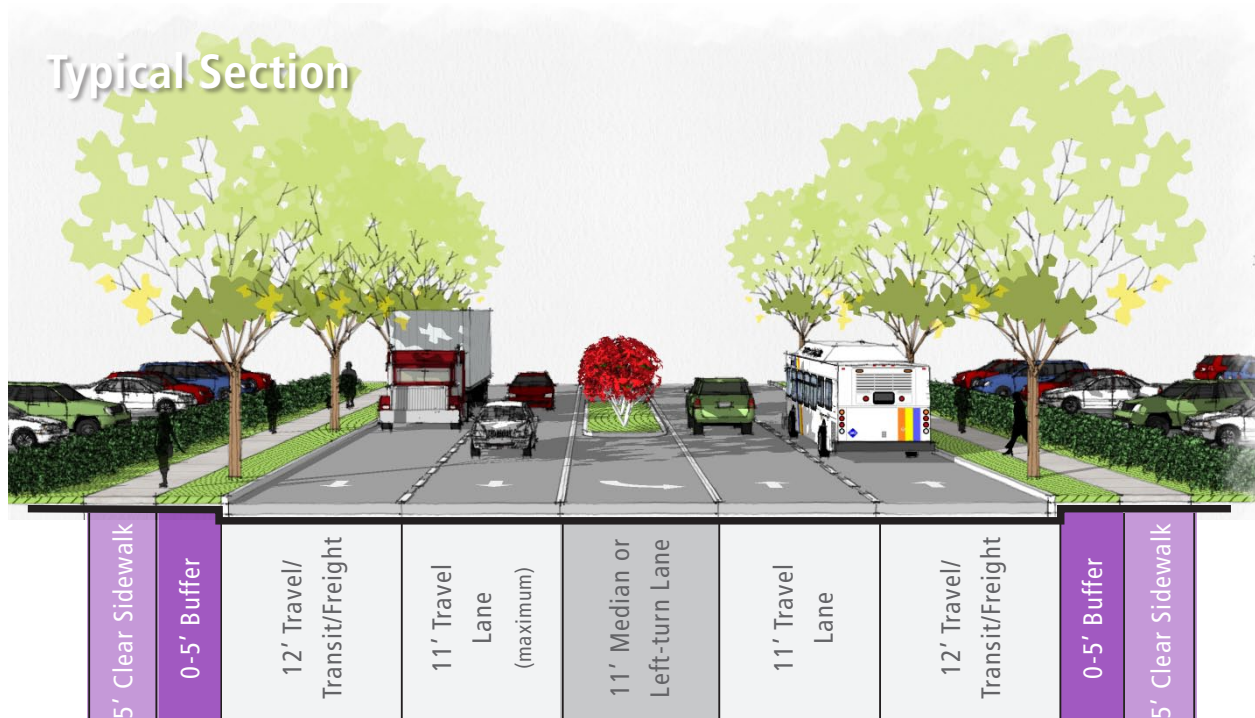 Typical Section
5’ Clear Sidewalk
0-5’ Buffer
12’ Travel/
Transit/Freight
11’ Travel
Lane
(maximum)
11’ Median or
Left-turn Lane
11’ Travel
Lane
12’ Travel/
Transit/Freight
0-5’ Buffer
5’ Clear Sidewalk